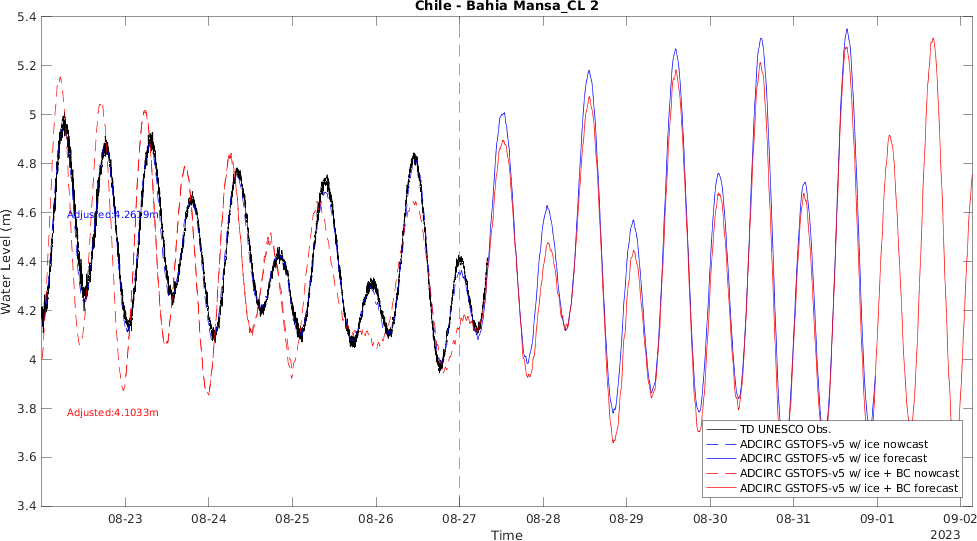 Chile - Bahia Mansa_CL 2
5.4
5.2
5
4.8
4.6
4.4
4.2
4
3.8
3.6
3.4
Water Level (m)
Adjusted:4.2639m
Adjusted:4.1033m
TD UNESCO Obs.
ADCIRC GSTOFS-v5 w/ ice nowcast
ADCIRC GSTOFS-v5 w/ ice forecast
ADCIRC GSTOFS-v5 w/ ice + BC nowcast
ADCIRC GSTOFS-v5 w/ ice + BC forecast
08-23 08-24 08-25 08-26 08-27 08-28 08-29 08-30 08-31 09-01 09-02
Time
2023